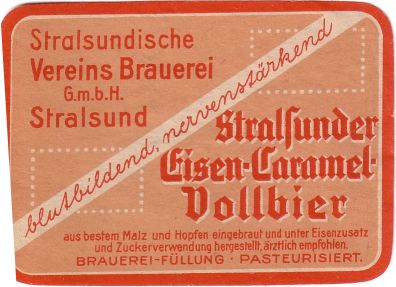 Stralsundische
Vereins Brauerei
G.m.b.H.
Stralsund
blutbildend, nervenstärkend
Stralsunder
Eisen-Caramel-
Vollbier
aus bestem Malz und Hopfen eingebraut und unter Eisenzusatz
und Zuckerverwendung hergestellt, ärztlich empfohlen.
BRAUEREI-FÜLLUNG · PASTEURISIERT.